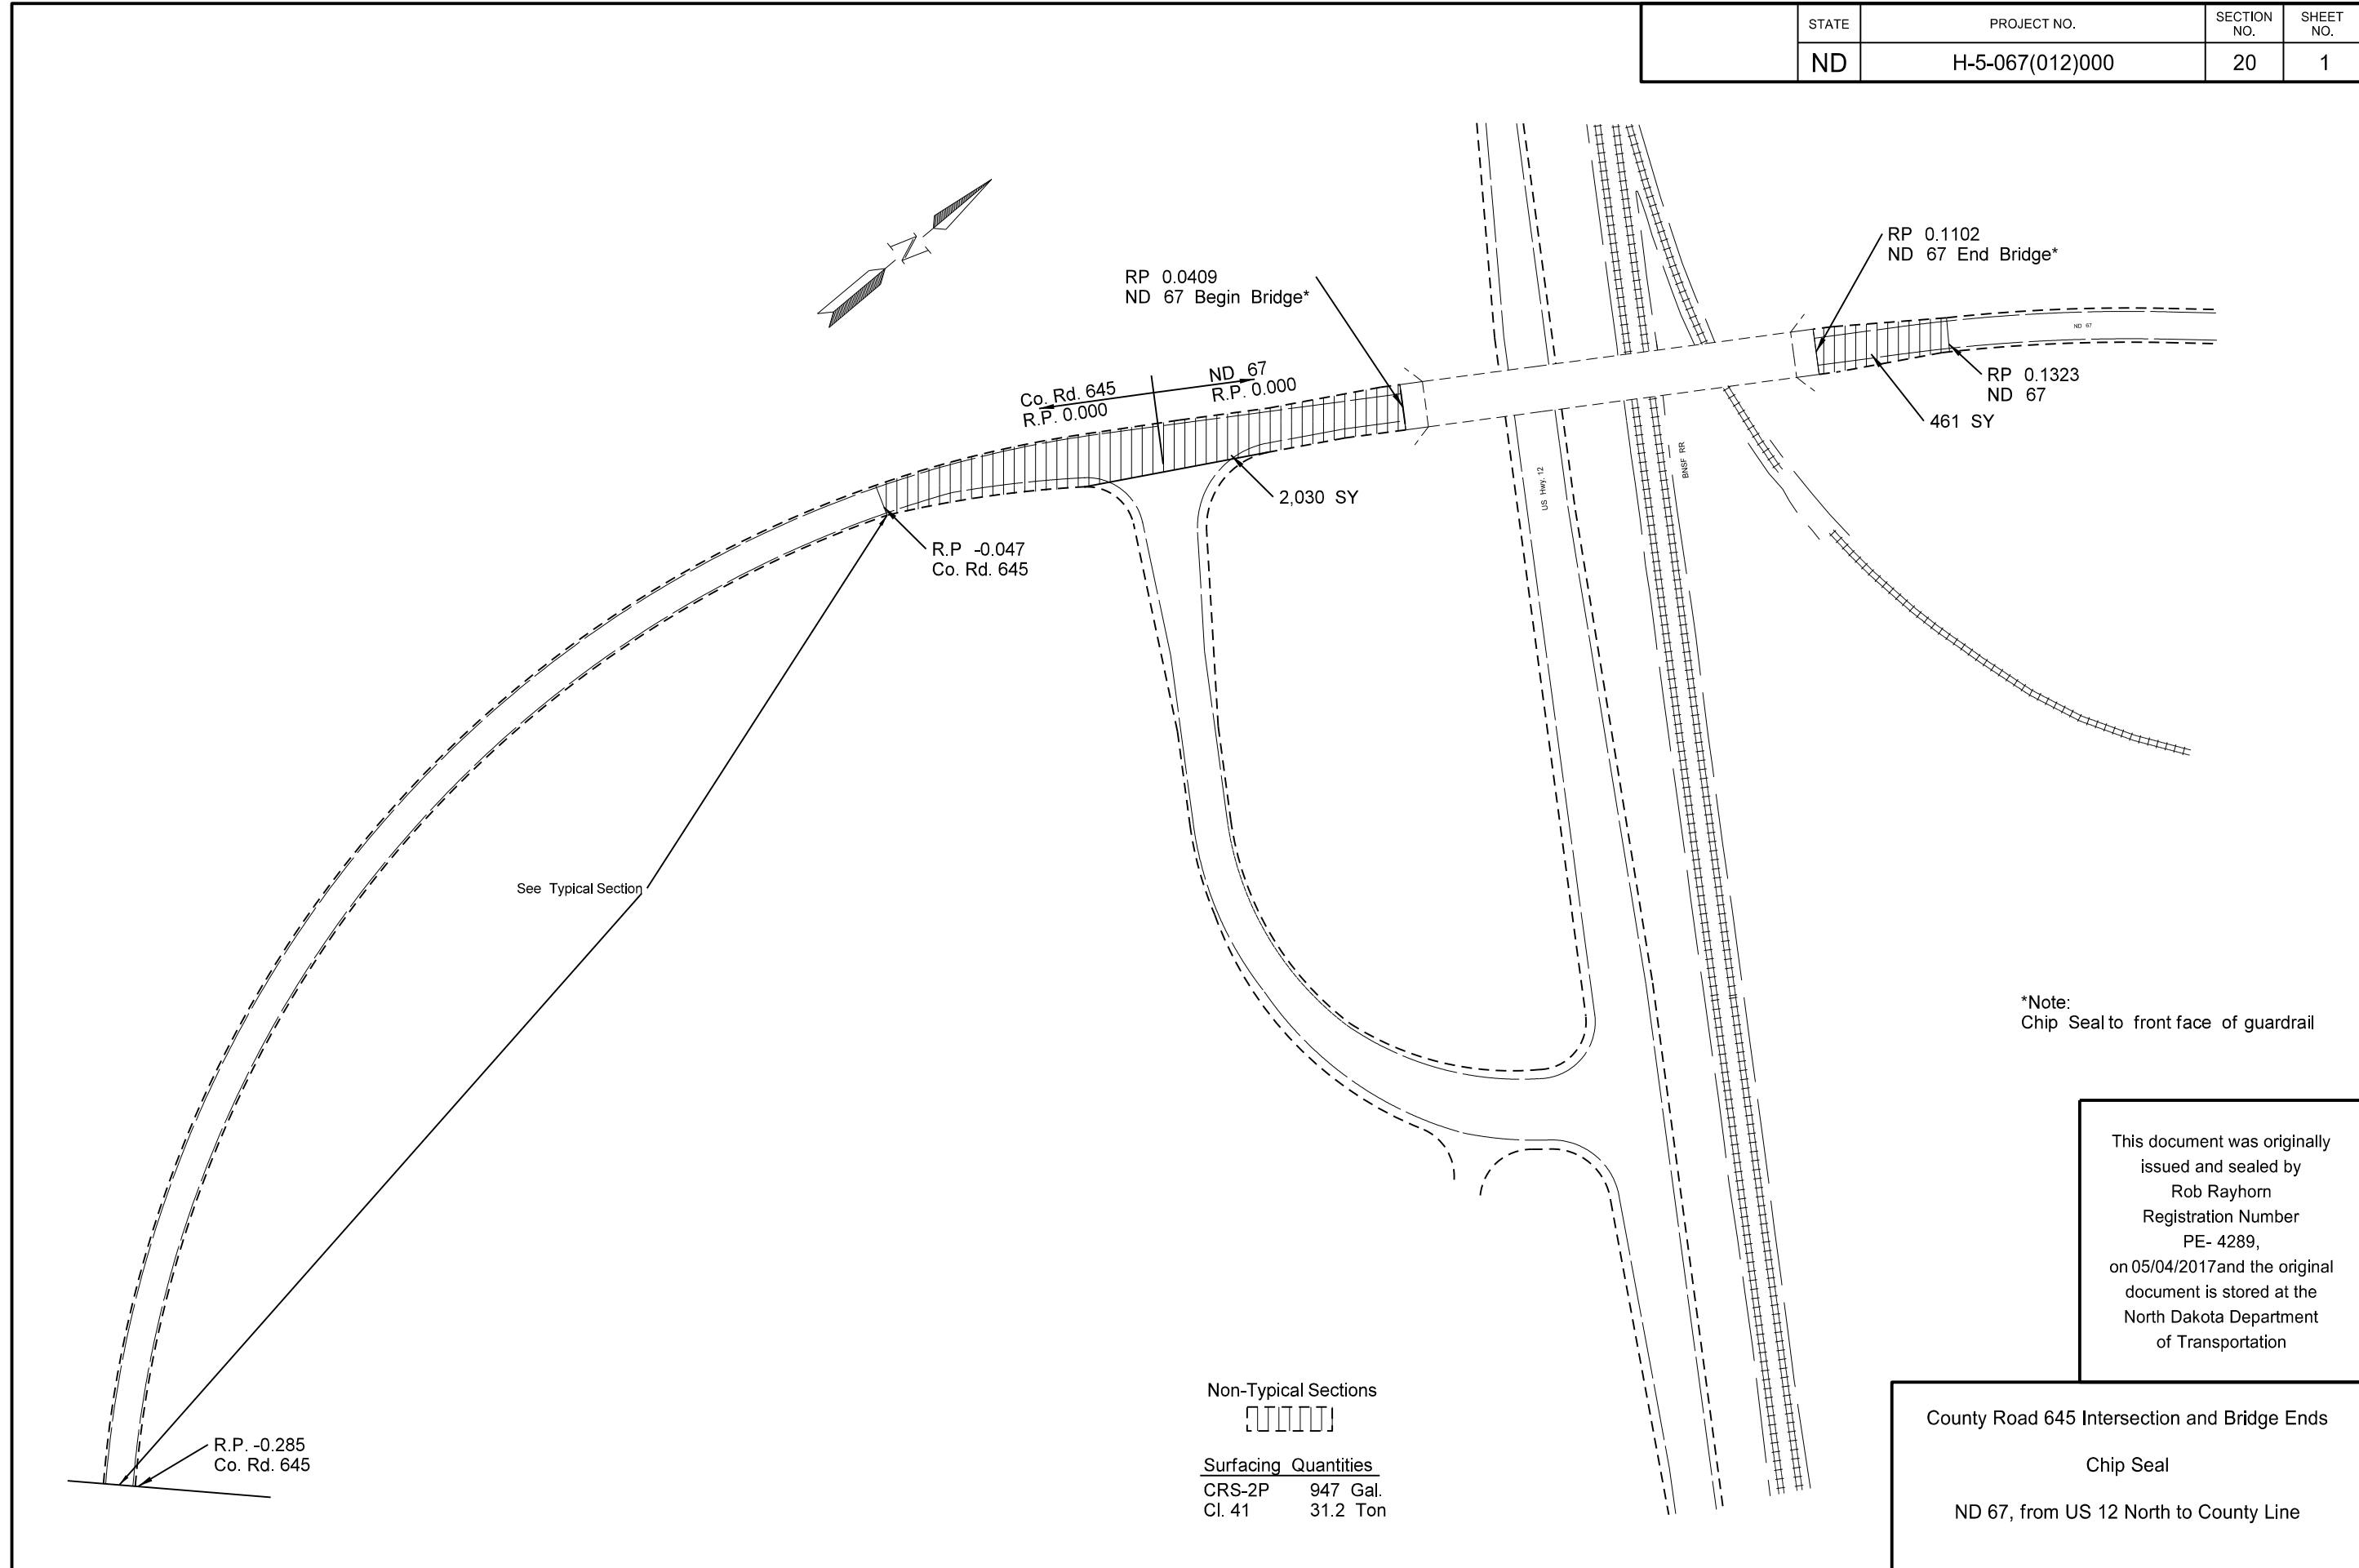 STATE
PROJECT NO.
SECTION NO.
SHEET NO.
ND
H-5-067(012)000
20
1
N
RP 0.1102
ND 67 End Bridge*
RP 0.0409
ND 67 Begin Bridge*
ND 67
RP 0.1323
ND 67
461 SY
Co. Rd. 645
R.P. 0.000
ND 67
R.P. 0.000
2,030 SY
US Hwy. 12
BNSF RR
R.P -0.047
Co. Rd. 645
See Typical Section
*Note:
Chip Seal to front face of guardrail
This document was originally
issued and sealed by
Rob Rayhorn
Registration Number
PE- 4289,
on 05/04/2017and the original
document is stored at the
North Dakota Department
of Transportation
R.P. -0.285
Co. Rd. 645
Non-Typical Sections
Surfacing Quantities
CRS-2P 947 Gal.
Cl. 41 31.2 Ton
County Road 645 Intersection and Bridge Ends
Chip Seal
ND 67, from US 12 North to County Line